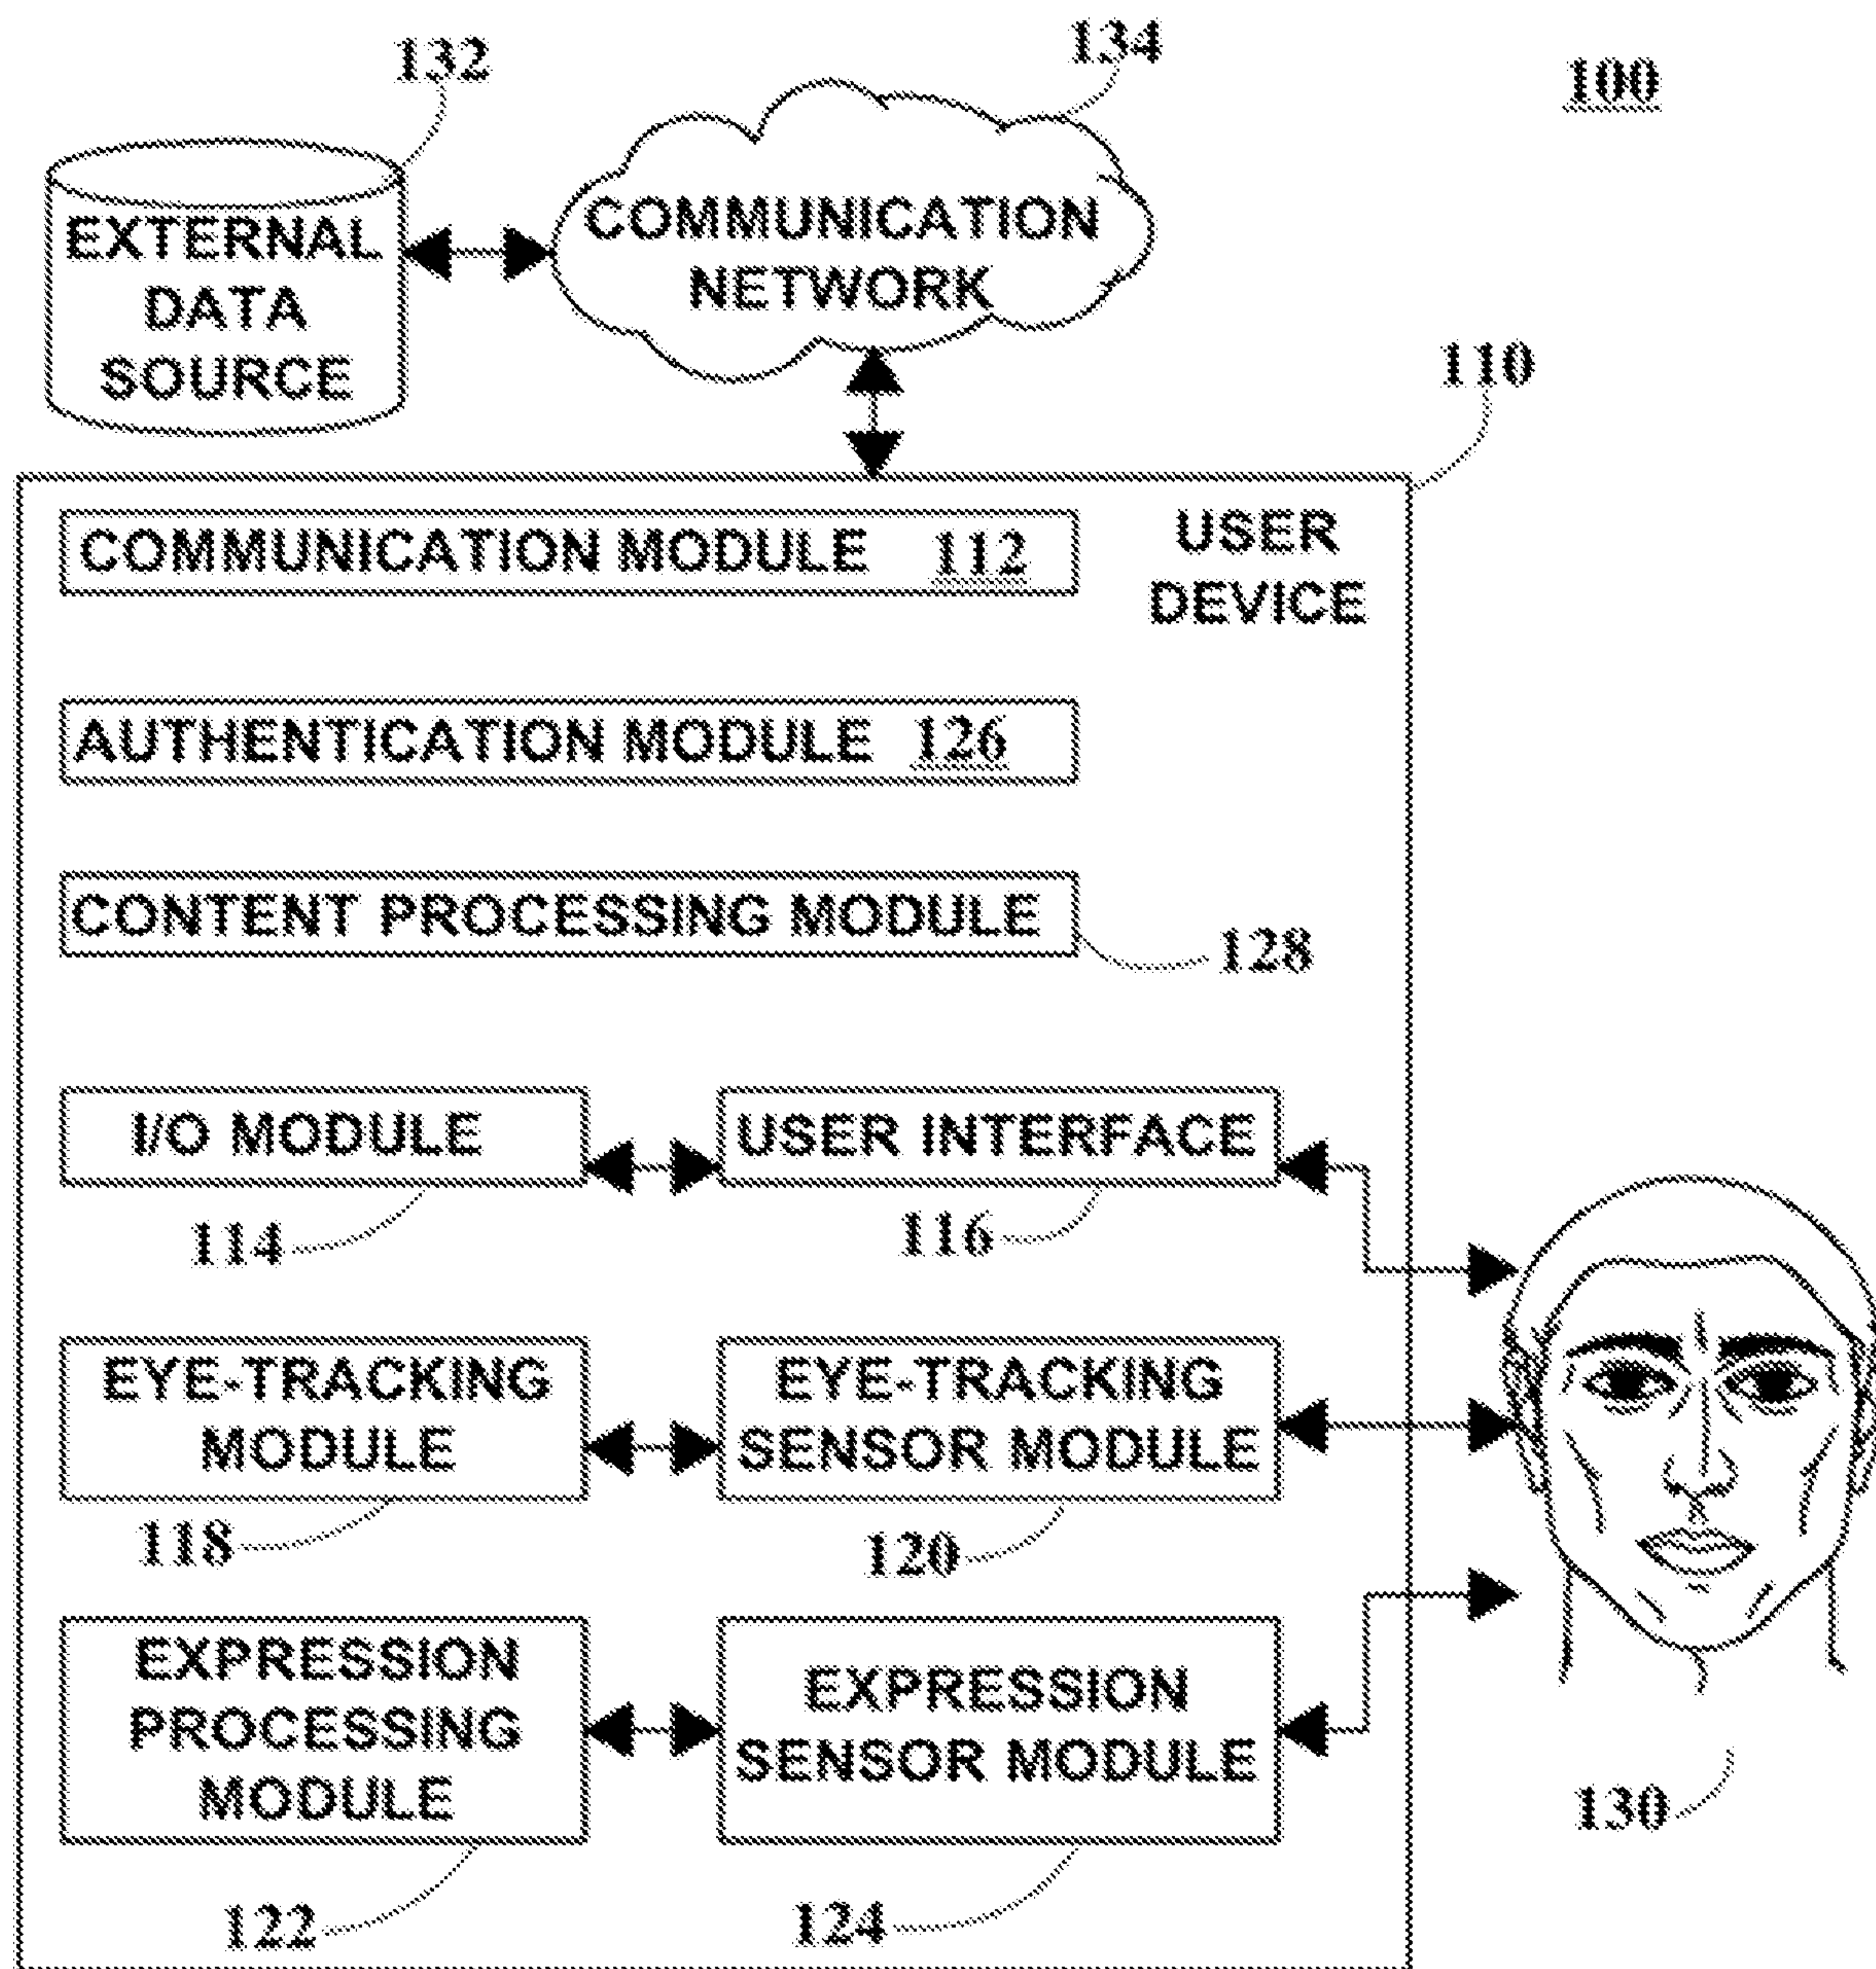 132
134
100
EXTERNAL
DATA
SOURCE
COMMUNICATION
NETWORK
110
COMMUNICATION MODULE 112
USER
DEVICE
AUTHENTICATION MODULE 126
CONTENT PROCESSING MODULE
128
I/O MODULE
USER INTERFACE
114
116
EYE-TRACKING
MODULE
EYE-TRACKING
SENSOR MODULE
118
120
EXPRESSION
PROCESSING
MODULE
EXPRESSION
SENSOR MODULE
130
122
124